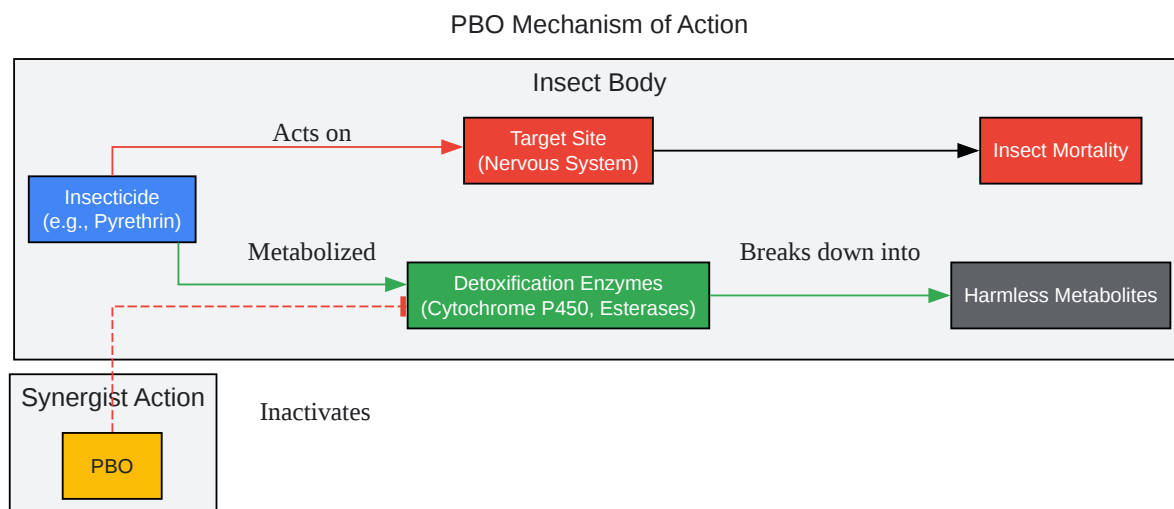 PBO Mechanism of Action
Insect Body
Acts on
Target Site
(Nervous System)
Insect Mortality
Insecticide
(e.g., Pyrethrin)
Metabolized
Breaks down into
Detoxification Enzymes
(Cytochrome P450, Esterases)
Harmless Metabolites
Synergist Action
Inactivates
PBO